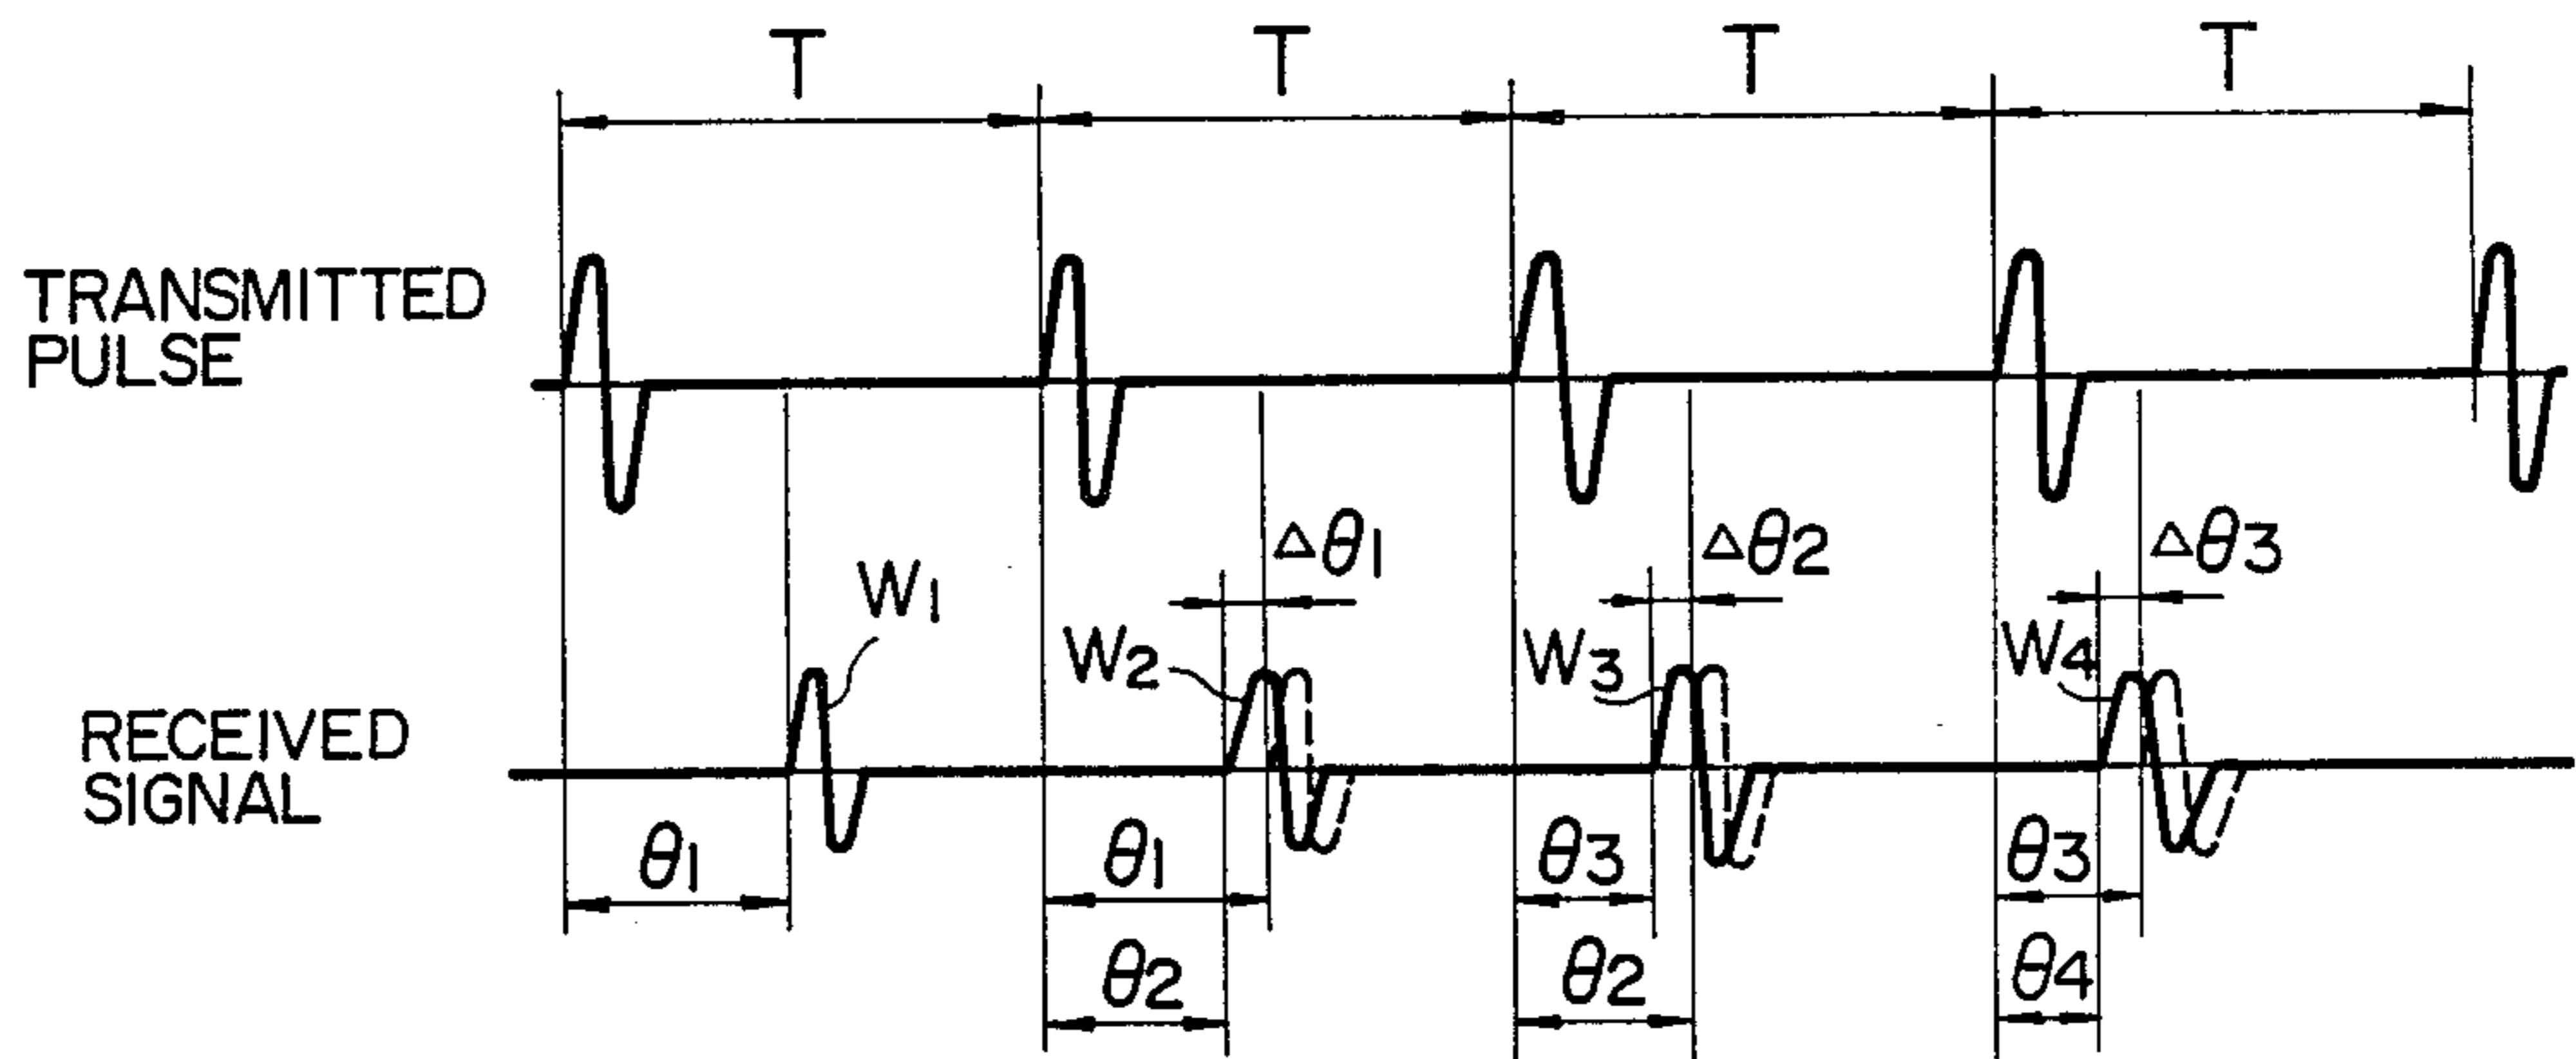 T T T T
TRANSMITTED
PULSE
Δθ1 Δθ2 Δθ3
W1 W2 W3 W4
RECEIVED
SIGNAL
θ1 θ1 θ3 θ3
θ2 θ2 θ4